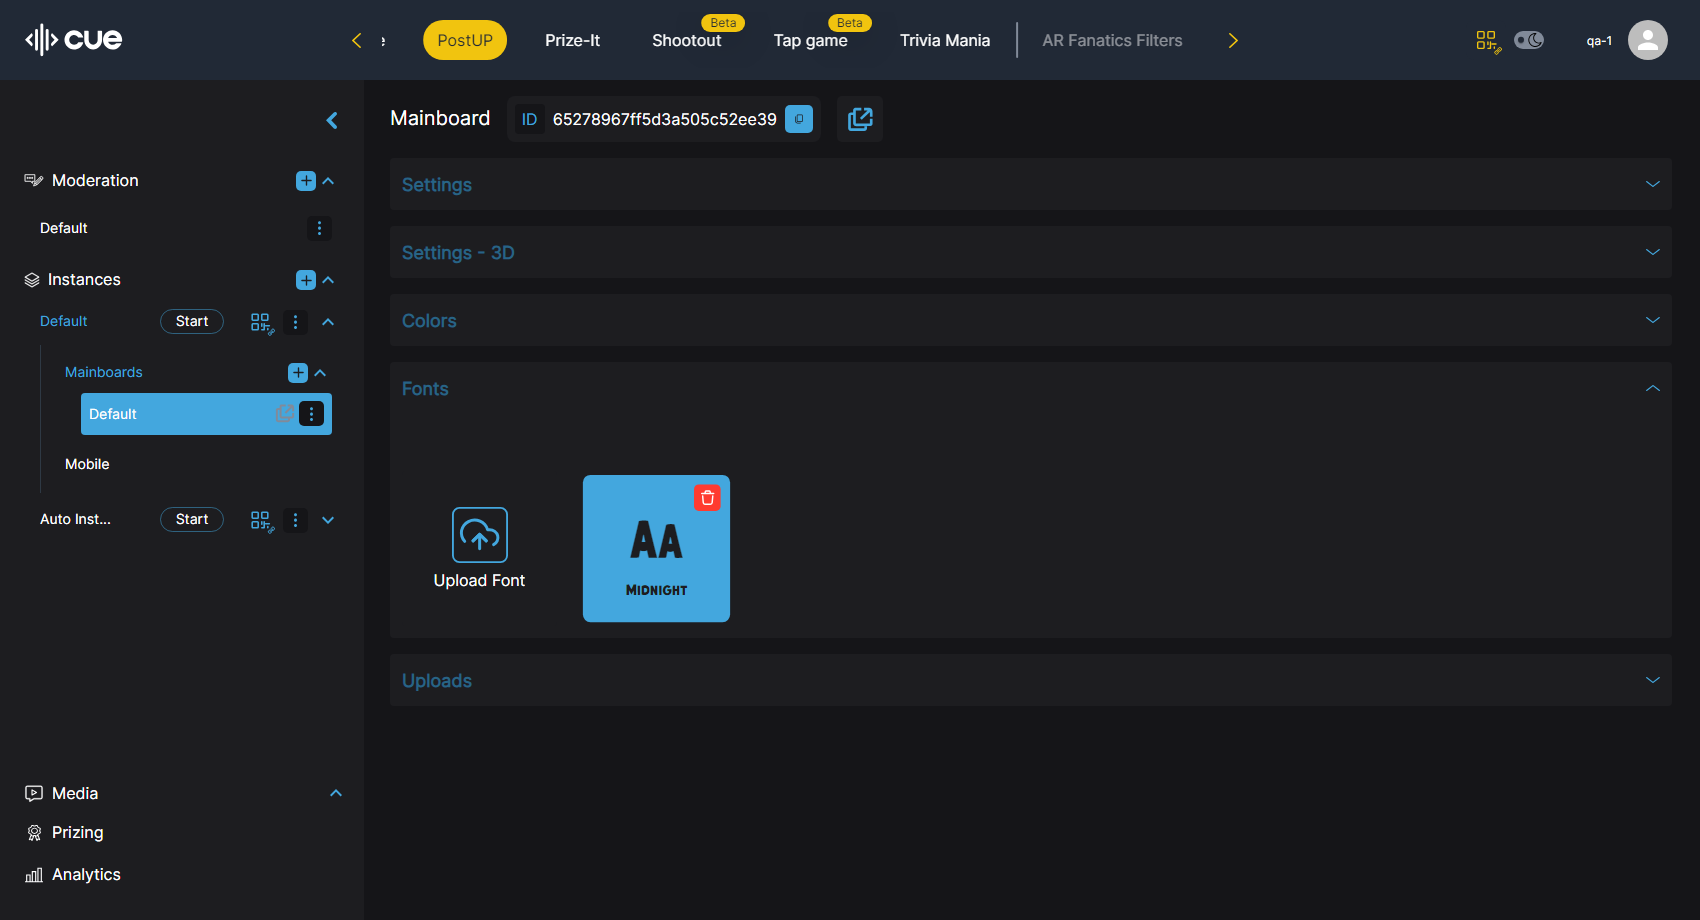 cue
e
PostUP
Prize-It
Shootout
Beta
Tap game
Beta
Trivia Mania
AR Fanatics Filters
qa-1
Moderation
Default
Instances
Default
Start
Mainboards
Default
Mobile
Auto Inst...
Start
Media
Prizing
Analytics
Mainboard
ID 65278967ff5d3a505c52ee39
Settings
Settings - 3D
Colors
Fonts
Upload Font
AA
MIDNIGHT
Uploads